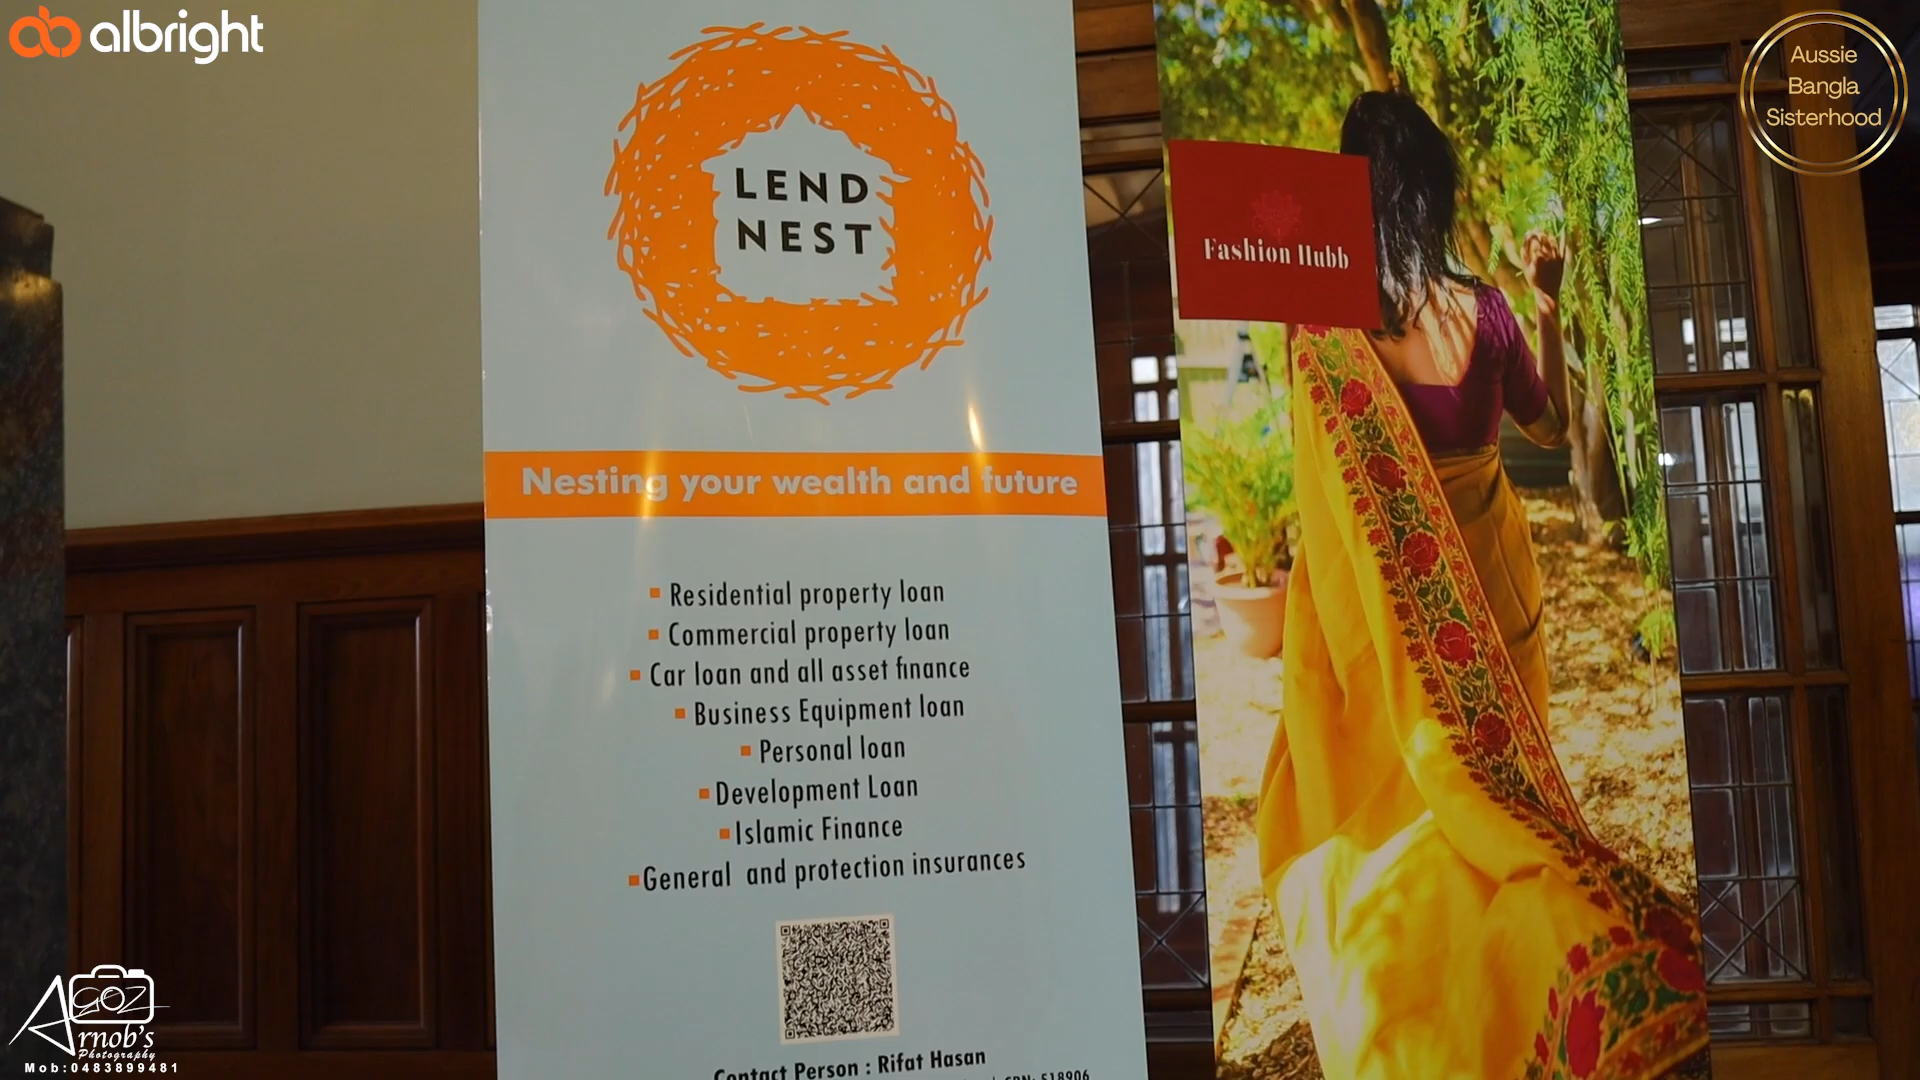 albright
Aussie
Bangla
Sisterhood
LEND
NEST
Fashion Hubb
Nesting your wealth and future
Residential property loan
Commercial property loan
Car loan and all asset finance
Business Equipment loan
Personal loan
Development Loan
Islamic Finance
General and protection insurances
Contact Person : Rifat Hasan
CRN: 518906
Arnob's
Photography
Mob:0483899481